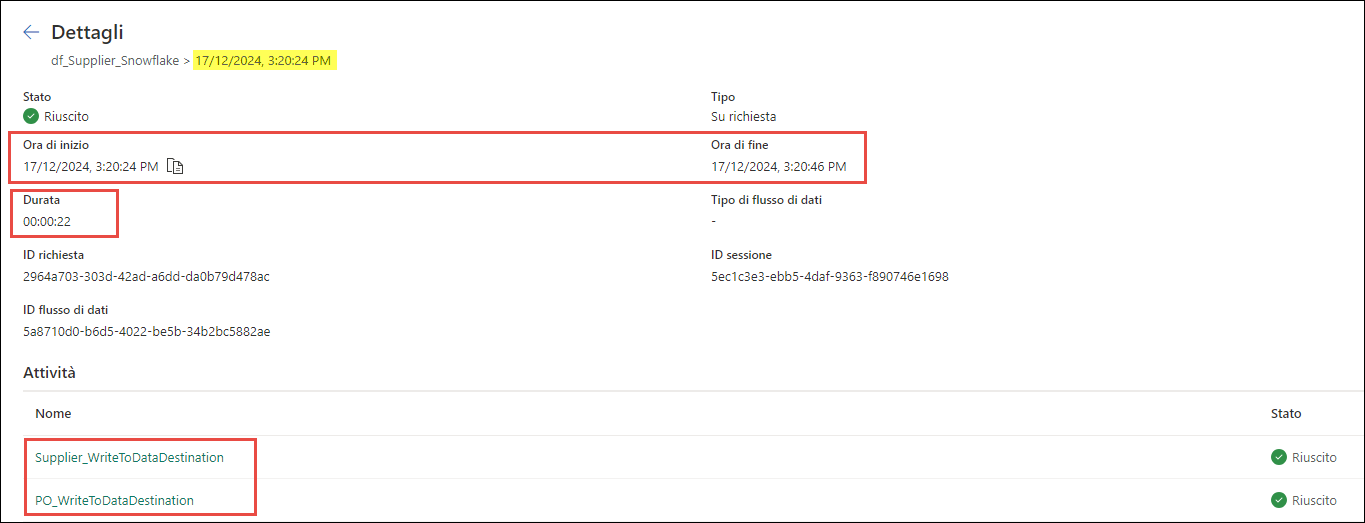 Dettagli
df_Supplier_Snowflake > 17/12/2024, 3:20:24 PM
Stato
Riuscito
Tipo
Su richiesta
Ora di inizio
17/12/2024, 3:20:24 PM
Ora di fine
17/12/2024, 3:20:46 PM
Durata
00:00:22
Tipo di flusso di dati
-
ID richiesta
2964a703-303d-42ad-a6dd-da0b79d478ac
ID sessione
5ec1c3e3-ebb5-4daf-9363-f890746e1698
ID flusso di dati
5a8710d0-b6d5-4022-be5b-34b2bc5882ae
Attività
Nome Stato
Supplier_WriteToDataDestination Riuscito
PO_WriteToDataDestination Riuscito